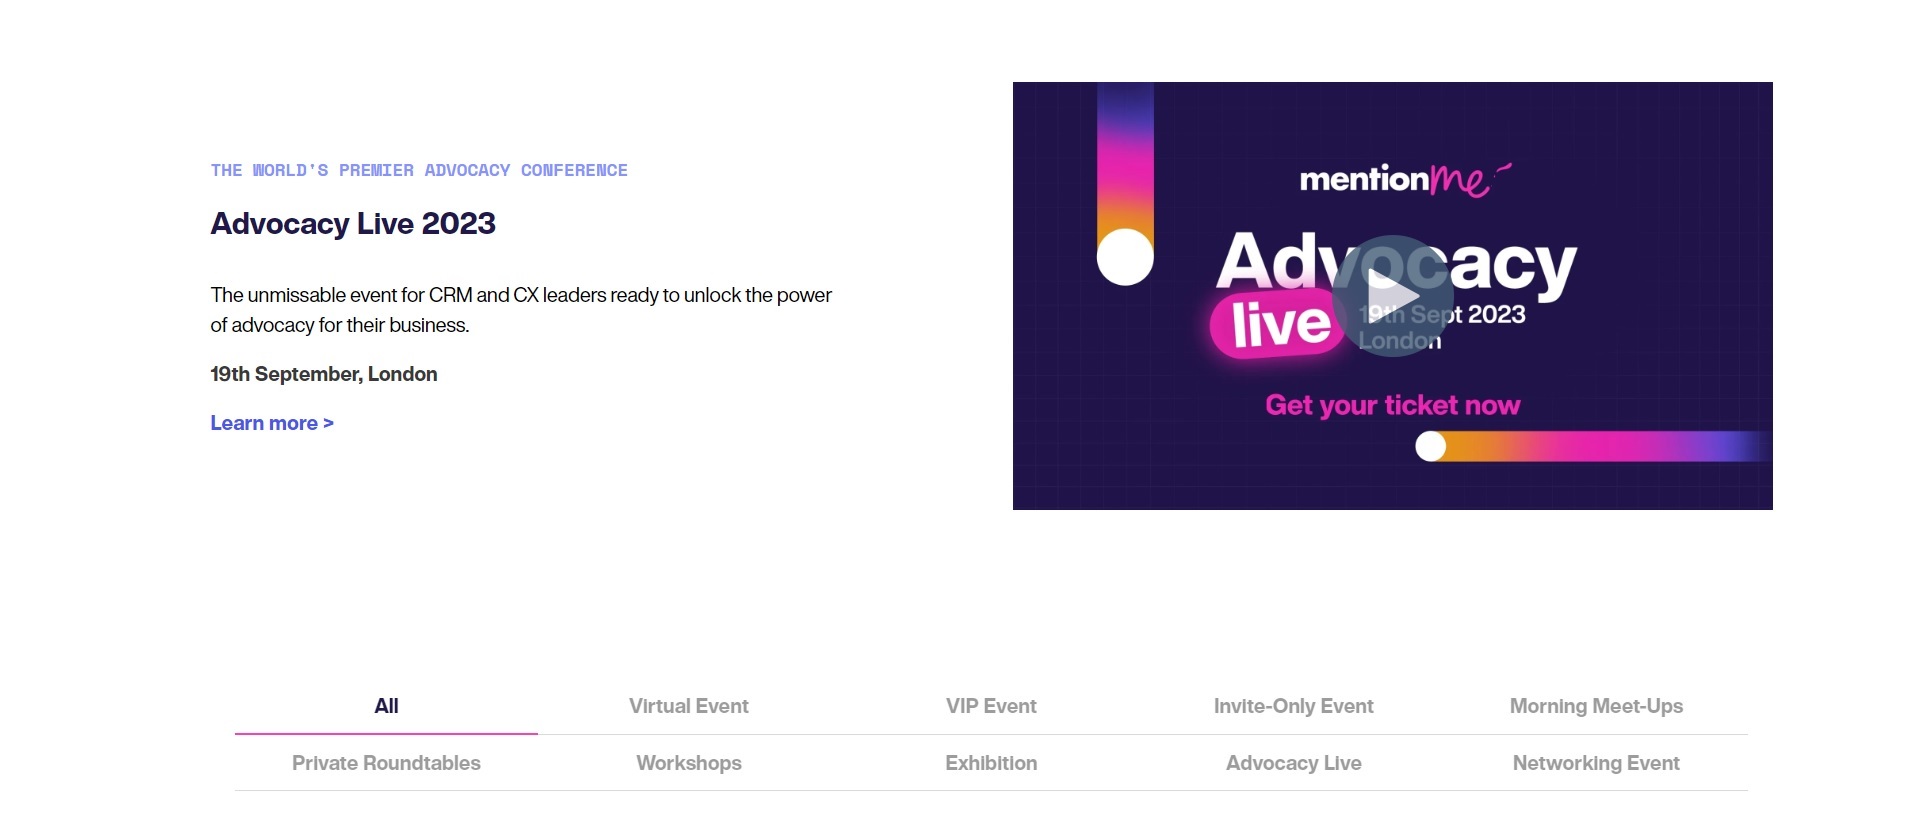 THE WORLD'S PREMIER ADVOCACY CONFERENCE
Advocacy Live 2023
The unmissable event for CRM and CX leaders ready to unlock the power
of advocacy for their business.
19th September, London
Learn more >
mentionme
Advocacy
live
19th Sept 2023
London
Get your ticket now
All
Virtual Event
VIP Event
Invite-Only Event
Morning Meet-Ups
Private Roundtables
Workshops
Exhibition
Advocacy Live
Networking Event